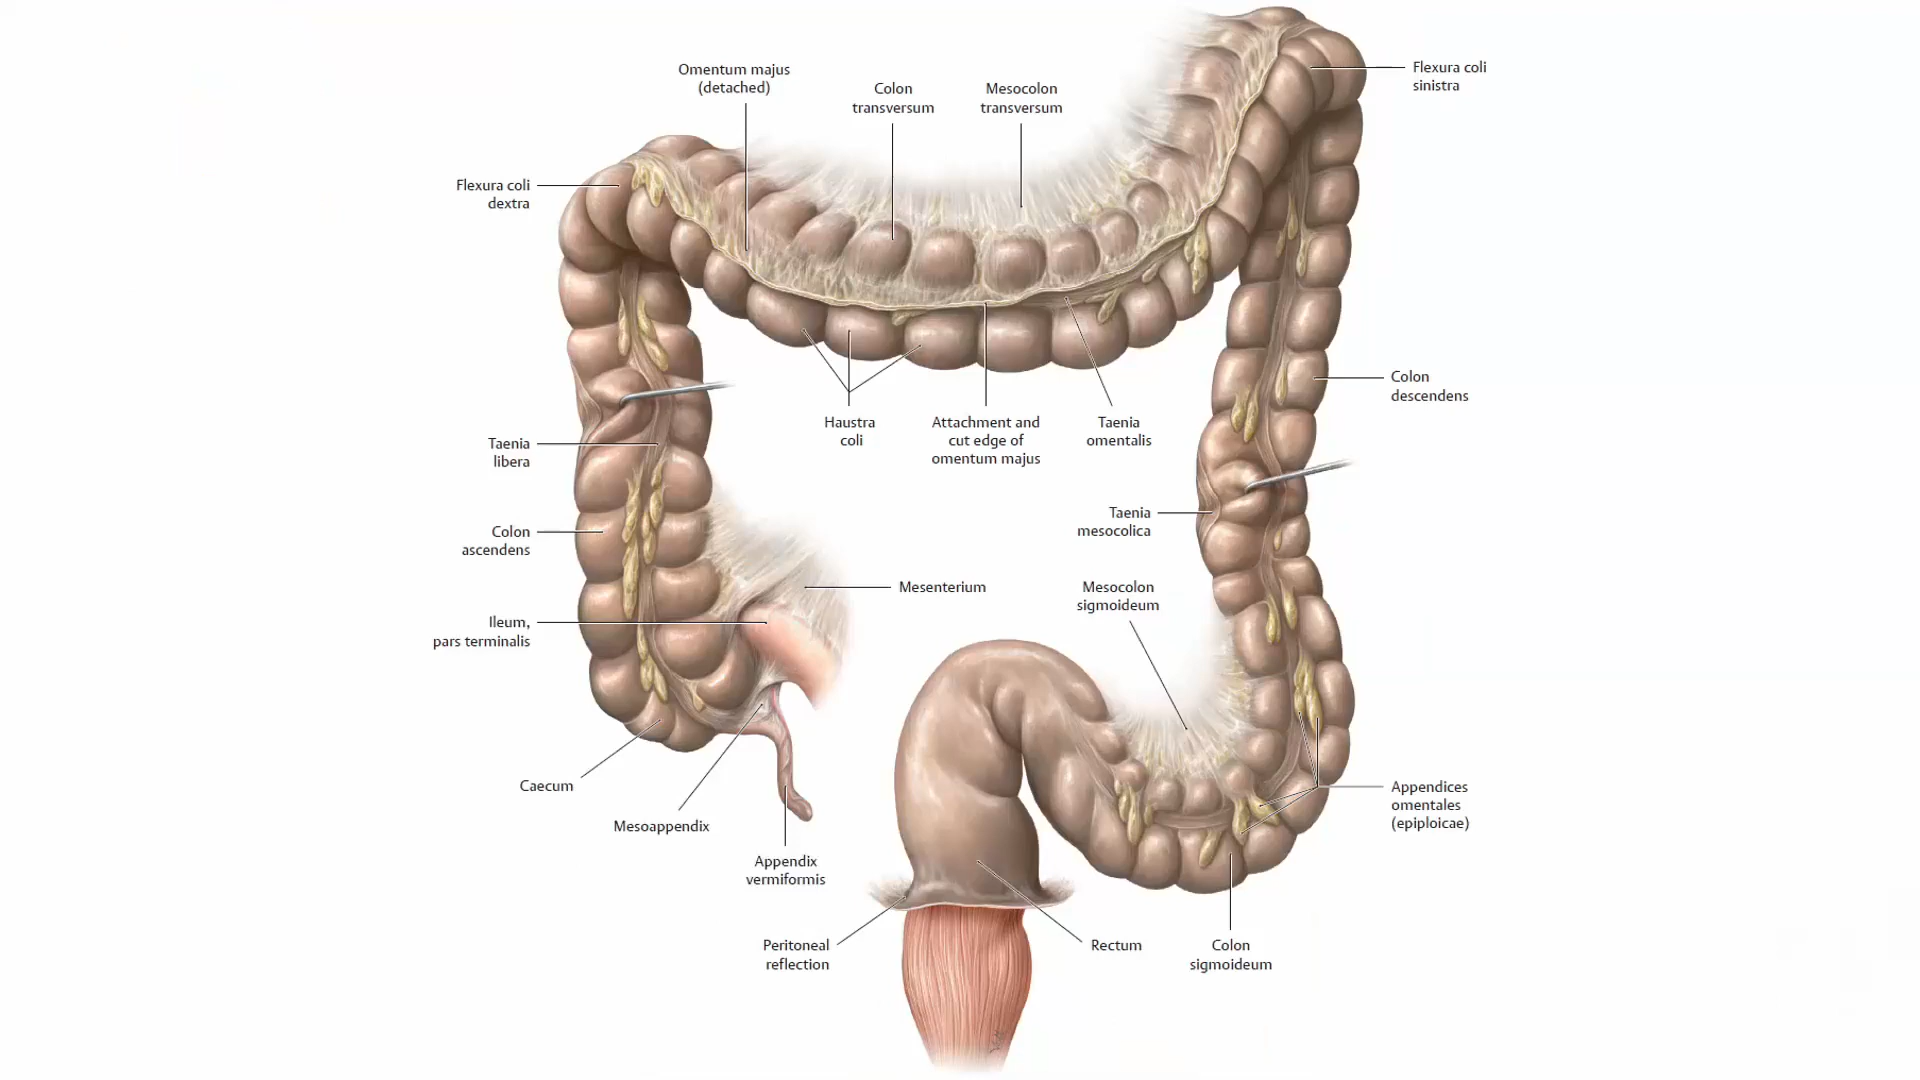 Omentum majus
(detached)
Colon
transversum
Mesocolon
transversum
Flexura coli
sinistra
Flexura coli
dextra
Haustra
coli
Attachment and
cut edge of
omentum majus
Taenia
omentalis
Colon
descendens
Taenia
libera
Colon
ascendens
Taenia
mesocolica
Mesenterium
Mesocolon
sigmoideum
Ileum,
pars terminalis
Caecum
Mesoappendix
Appendix
vermiformis
Appendices
omentales
(epiploicae)
Peritoneal
reflection
Rectum
Colon
sigmoideum